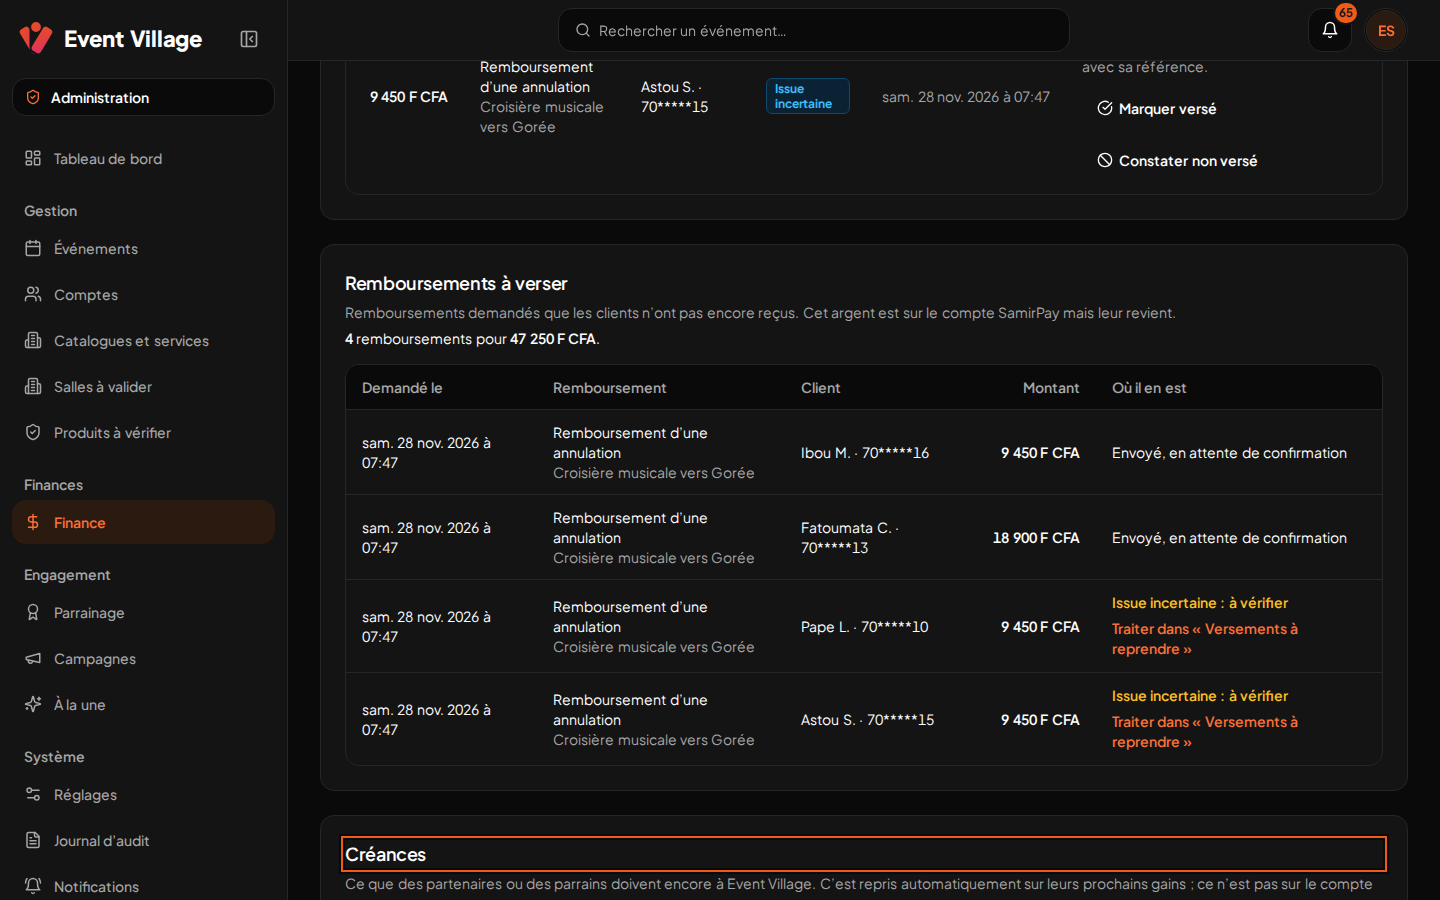 Event Village
Rechercher un événement…
65
ES
Administration
Tableau de bord
Gestion
Événements
Comptes
Catalogues et services
Salles à valider
Produits à vérifier
Finances
Finance
Engagement
Parrainage
Campagnes
À la une
Système
Réglages
Journal d'audit
Notifications
9 450 F CFA
Remboursement
d'une annulation
Croisière musicale
vers Gorée
Astou S. ·
70*****15
Issue
incertaine
sam. 28 nov. 2026 à 07:47
avec sa référence.
Marquer versé
Constater non versé
Remboursements à verser
Remboursements demandés que les clients n'ont pas encore reçus. Cet argent est sur le compte SamirPay mais leur revient.
4 remboursements pour 47 250 F CFA.
Demandé le
Remboursement
Client
Montant
Où il en est
sam. 28 nov. 2026 à
07:47
Remboursement d'une
annulation
Croisière musicale vers Gorée
Ibou M. · 70*****16
9 450 F CFA
Envoyé, en attente de confirmation
sam. 28 nov. 2026 à
07:47
Remboursement d'une
annulation
Croisière musicale vers Gorée
Fatoumata C. ·
70*****13
18 900 F CFA
Envoyé, en attente de confirmation
sam. 28 nov. 2026 à
07:47
Remboursement d'une
annulation
Croisière musicale vers Gorée
Pape L. · 70*****10
9 450 F CFA
Issue incertaine : à vérifier
Traiter dans « Versements à
reprendre »
sam. 28 nov. 2026 à
07:47
Remboursement d'une
annulation
Croisière musicale vers Gorée
Astou S. · 70*****15
9 450 F CFA
Issue incertaine : à vérifier
Traiter dans « Versements à
reprendre »
Créances
Ce que des partenaires ou des parrains doivent encore à Event Village. C'est repris automatiquement sur leurs prochains gains ; ce n'est pas sur le compte